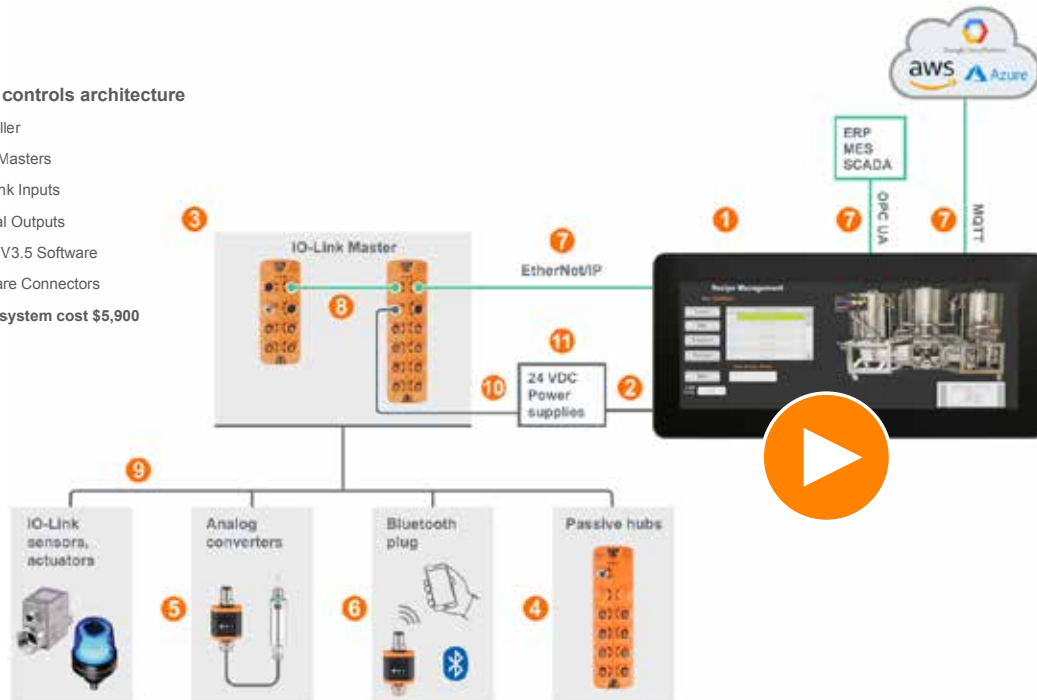 controls architecture
ller
Masters
nk Inputs
al Outputs
V3.5 Software
are Connectors
system cost $5,900
aws
Azure
ERP
MES
SCADA
OPC UA
MQTT
7
7
1
3
IO-Link Master
7
EtherNet/IP
8
Recipe Management
11
10
24 VDC
Power
supplies
2
9
IO-Link
sensors,
actuators
Analog
converters
5
Bluetooth
plug
6
Passive hubs
4